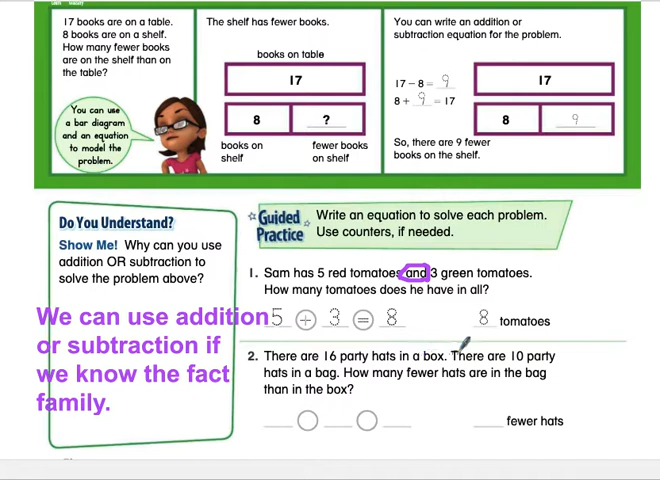 17 books are on a table.
8 books are on a shelf.
How many fewer books
are on the shelf than on
the table?
You can use
a bar diagram
and an equation
to model the
problem.
The shelf has fewer books.
books on table
17
8 ?
books on
shelf
fewer books
on shelf
You can write an addition or
subtraction equation for the problem.
17 – 8 = 9
8 + 9 = 17
17
8 9
So, there are 9 fewer
books on the shelf.
Do You Understand?
Show Me! Why can you use
addition OR subtraction to
solve the problem above?
We can use addition
or subtraction if
we know the fact
family.
Guided
Practice
Write an equation to solve each problem.
Use counters, if needed.
1. Sam has 5 red tomatoes and 3 green tomatoes.
How many tomatoes does he have in all?
5 + 3 = 8 8 tomatoes
2. There are 16 party hats in a box. There are 10 party
hats in a bag. How many fewer hats are in the bag
than in the box?
fewer hats